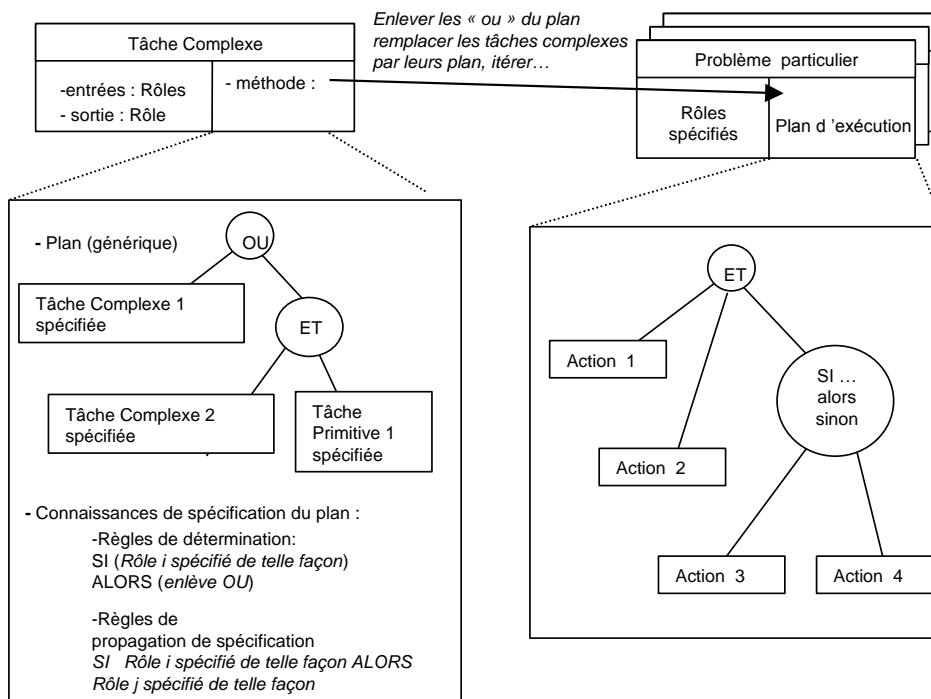 Enlever les « ou » du plan
remplacer les tâches complexes
par leurs plan, itérer…
Tâche Complexe
-entrées : Rôles
- sortie : Rôle
- méthode :
Problème particulier
Rôles
spécifiés
Plan d ’exécution
- Plan (générique)
OU
Tâche Complexe 1
spécifiée
ET
Tâche Complexe 2
spécifiée
Tâche
Primitive 1
spécifiée
- Connaissances de spécification du plan :
-Règles de détermination:
SI (Rôle i spécifié de telle façon)
ALORS (enlève OU)
-Règles de
propagation de spécification
SI Rôle i spécifié de telle façon ALORS
Rôle j spécifié de telle façon
ET
Action 1
SI …
alors
sinon
Action 2
Action 3
Action 4